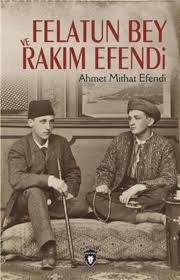 FELATUN BEY
VE
RAKIM EFENDİ
Ahmet Mithat Efendi